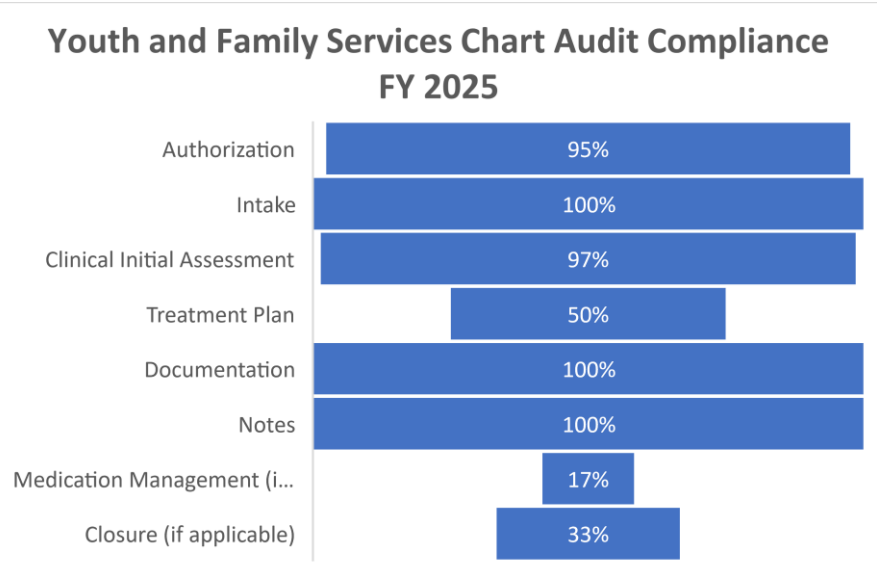 Youth and Family Services Chart Audit Compliance
FY 2025
Authorization 95%
Intake 100%
Clinical Initial Assessment 97%
Treatment Plan 50%
Documentation 100%
Notes 100%
Medication Management (i... 17%
Closure (if applicable) 33%